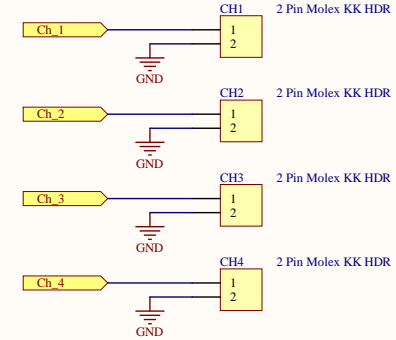 CH1 2 Pin Molex KK HDR
Ch_1 1
2
GND
CH2 2 Pin Molex KK HDR
Ch_2 1
2
GND
CH3 2 Pin Molex KK HDR
Ch_3 1
2
GND
CH4 2 Pin Molex KK HDR
Ch_4 1
2
GND